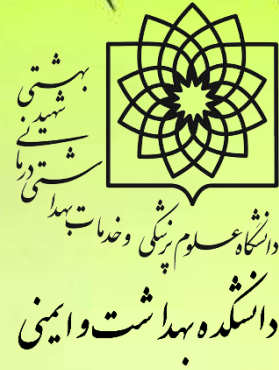 دانشگاه علوم پزشکی و خدمات بهداشتی درمانی شهید بهشتی
دانشکده بهداشت و ایمنی